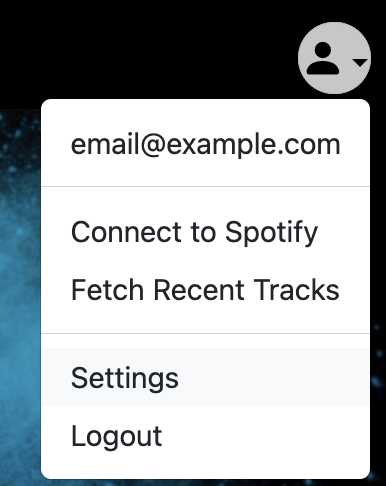 email@example.com
Connect to Spotify
Fetch Recent Tracks
Settings
Logout